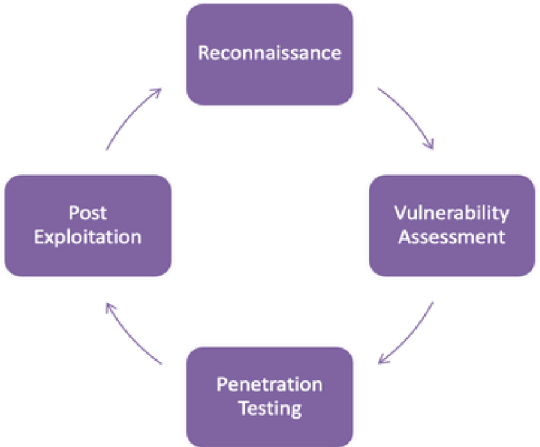 Reconnaissance
Vulnerability
Assessment
Penetration
Testing
Post
Exploitation